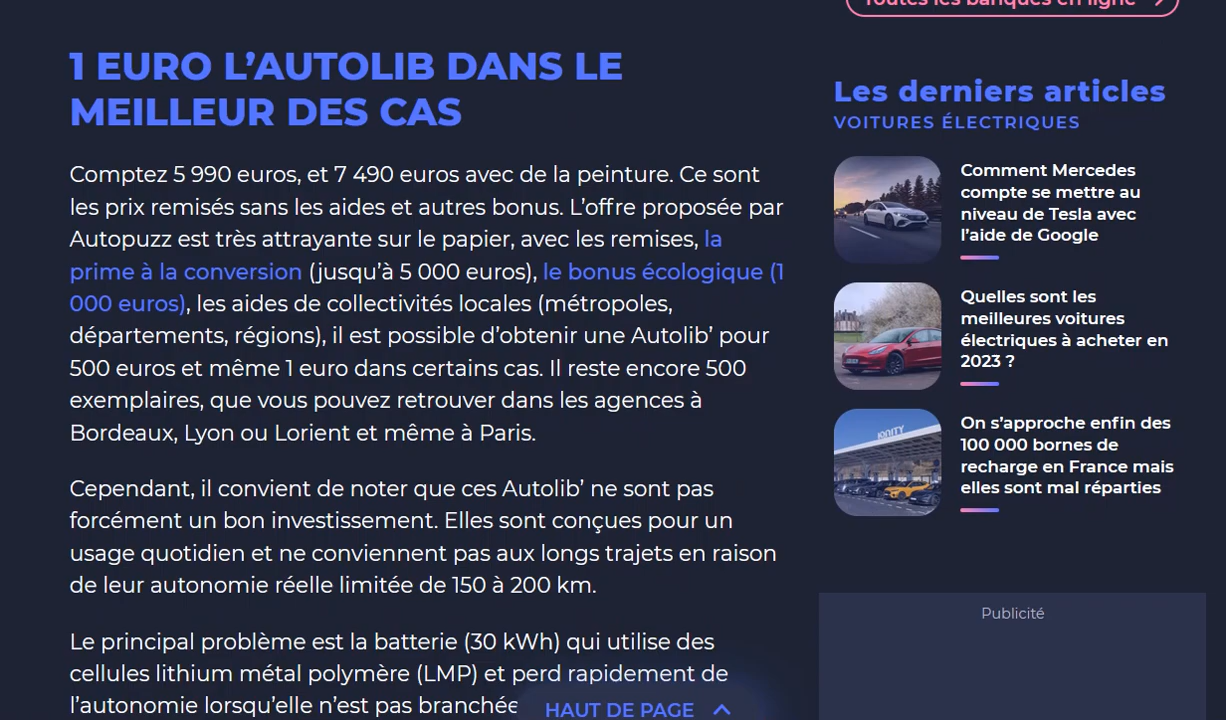 Toutes les banques en ligne
1 EURO L’AUTOLIB DANS LE
MEILLEUR DES CAS
Comptez 5 990 euros, et 7 490 euros avec de la peinture. Ce sont
les prix remisés sans les aides et autres bonus. L’offre proposée par
Autopuzz est très attrayante sur le papier, avec les remises, la
prime à la conversion (jusqu’à 5 000 euros), le bonus écologique (1
000 euros), les aides de collectivités locales (métropoles,
départements, régions), il est possible d’obtenir une Autolib’ pour
500 euros et même 1 euro dans certains cas. Il reste encore 500
exemplaires, que vous pouvez retrouver dans les agences à
Bordeaux, Lyon ou Lorient et même à Paris.
Cependant, il convient de noter que ces Autolib’ ne sont pas
forcément un bon investissement. Elles sont conçues pour un
usage quotidien et ne conviennent pas aux longs trajets en raison
de leur autonomie réelle limitée de 150 à 200 km.
Le principal problème est la batterie (30 kWh) qui utilise des
cellules lithium métal polymère (LMP) et perd rapidement de
l’autonomie lorsqu’elle n’est pas branchée
HAUT DE PAGE
Les derniers articles
VOITURES ÉLECTRIQUES
Comment Mercedes
compte se mettre au
niveau de Tesla avec
l’aide de Google
Quelles sont les
meilleures voitures
électriques à acheter en
2023 ?
IONITY
On s’approche enfin des
100 000 bornes de
recharge en France mais
elles sont mal réparties
Publicité